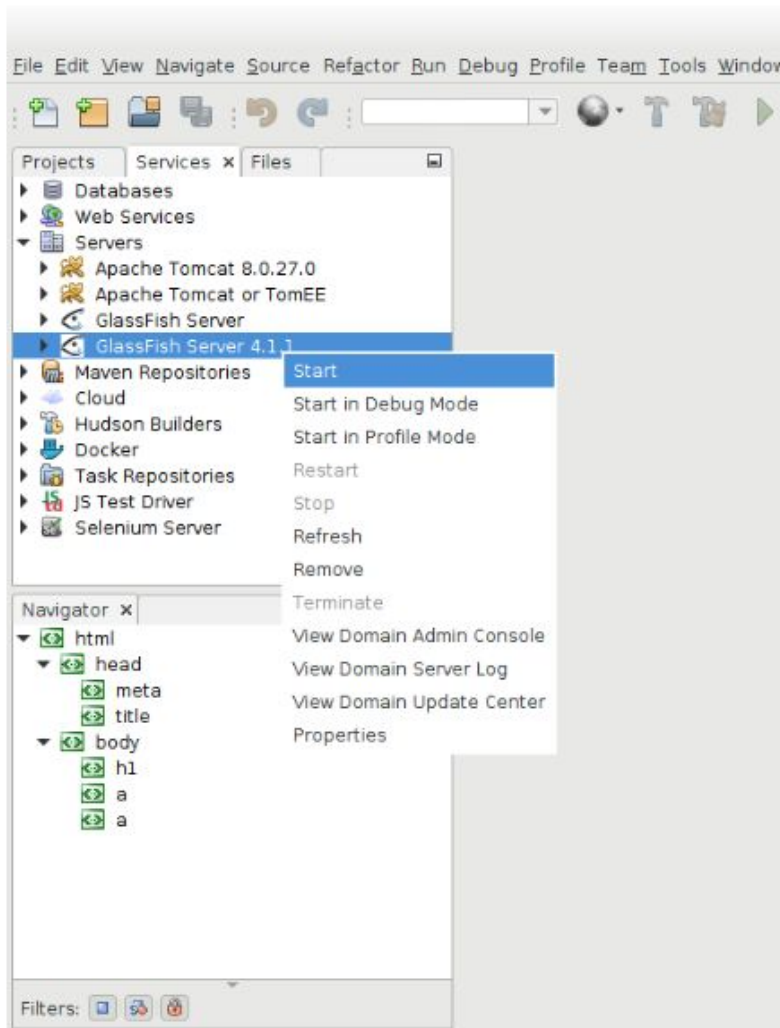 File Edit View Navigate Source Refactor Run Debug Profile Team Tools Window
Projects Services x Files
Databases
Web Services
Servers
Apache Tomcat 8.0.27.0
Apache Tomcat or TomEE
GlassFish Server
GlassFish Server 4.1.1
Maven Repositories
Cloud
Hudson Builders
Docker
Task Repositories
JS Test Driver
Selenium Server
Start
Start in Debug Mode
Start in Profile Mode
Restart
Stop
Refresh
Remove
Terminate
View Domain Admin Console
View Domain Server Log
View Domain Update Center
Properties
Navigator x
html
head
meta
title
body
h1
a
a
Filters: